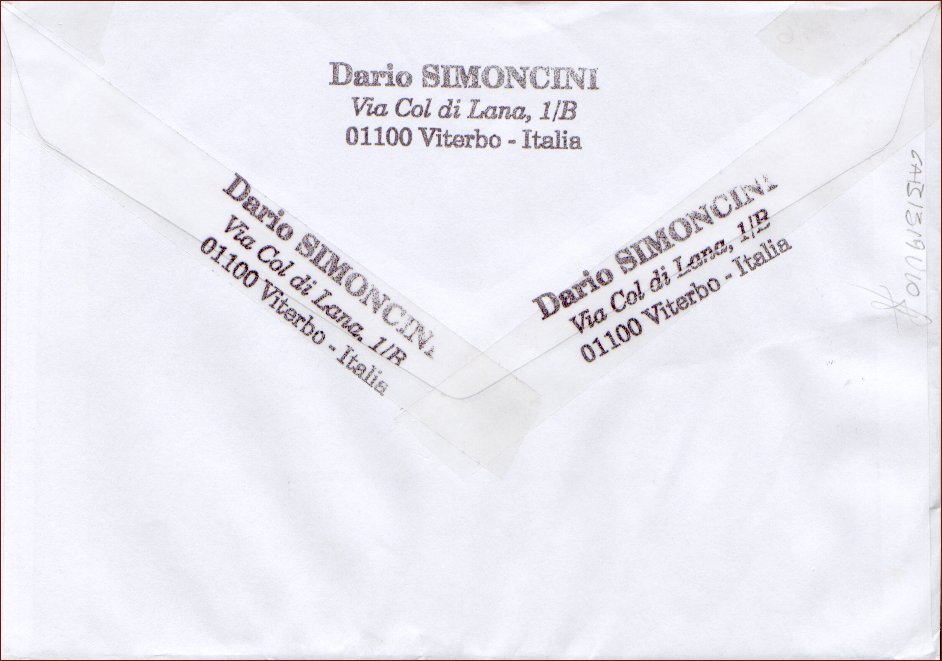 Dario SIMONCINI
Via Col di Lana, 1/B
01100 Viterbo - Italia
Dario SIMONCINI
Via Col di Lana, 1/B
01100 Viterbo - Italia
Dario SIMONCINI
Via Col di Lana, 1/B
01100 Viterbo - Italia